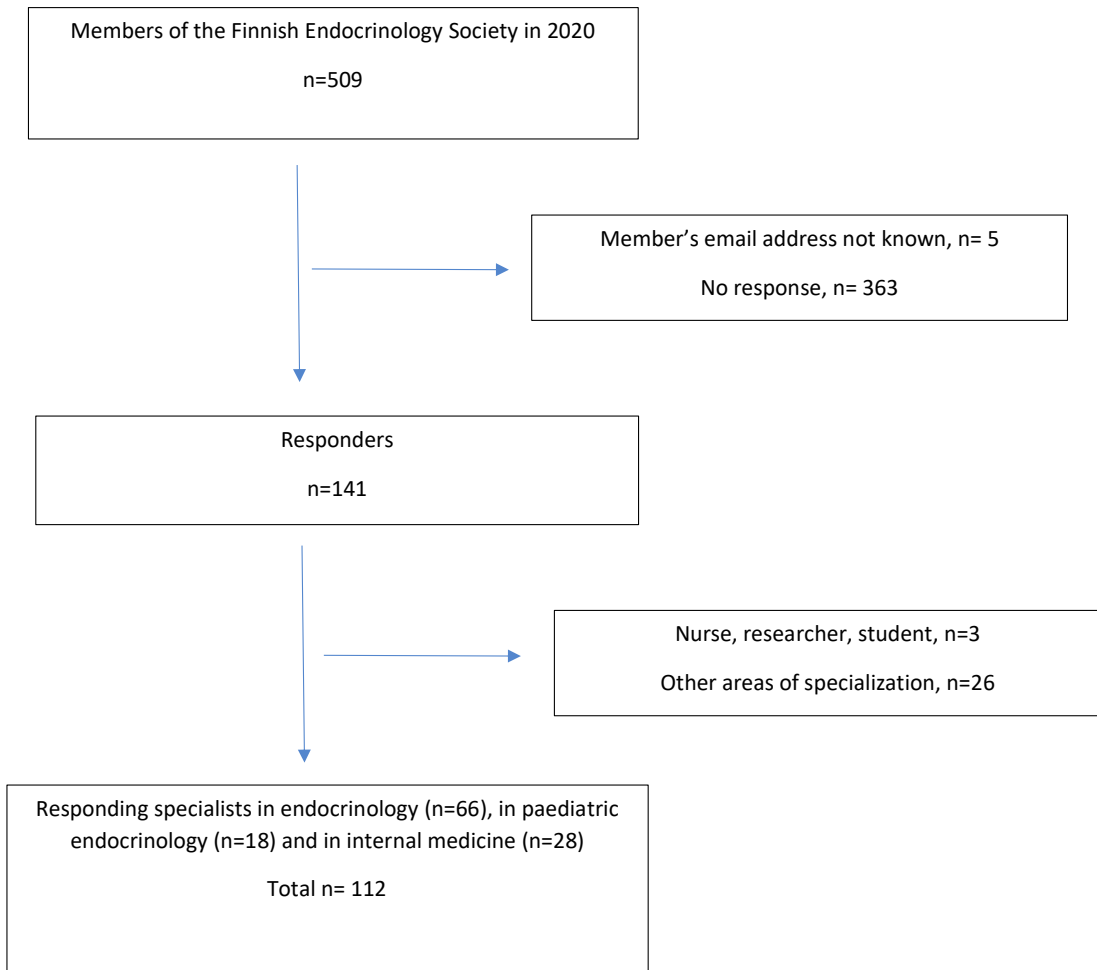 Members of the Finnish Endocrinology Society in 2020
n=509
Member’s email address not known, n= 5
No response, n= 363
Responders
n=141
Nurse, researcher, student, n=3
Other areas of specialization, n=26
Responding specialists in endocrinology (n=66), in paediatric
endocrinology (n=18) and in internal medicine (n=28)
Total n= 112